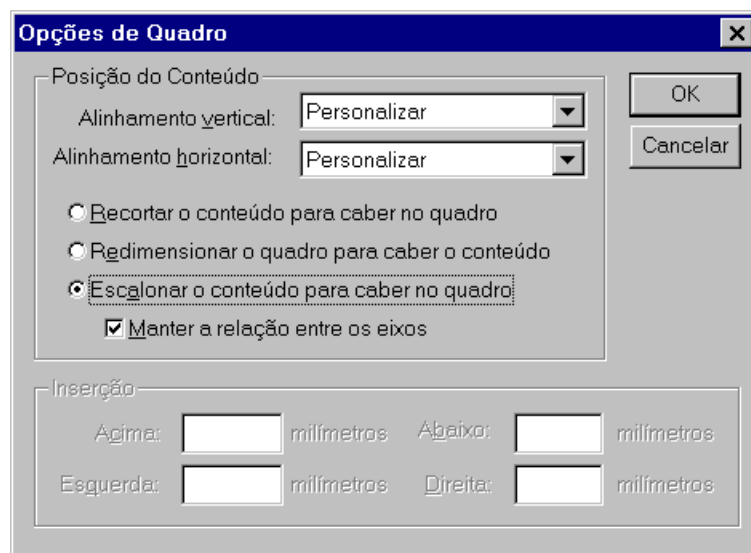 Opções de Quadro
Posição do Conteúdo
Alinhamento vertical: Personalizar
Alinhamento horizontal: Personalizar
OK
Cancelar
Recortar o conteúdo para caber no quadro
Redimensionar o quadro para caber o conteúdo
Escalonar o conteúdo para caber no quadro
Manter a relação entre os eixos
Inserção
Acima: milímetros Abaixo: milímetros
Esquerda: milímetros Direita: milímetros